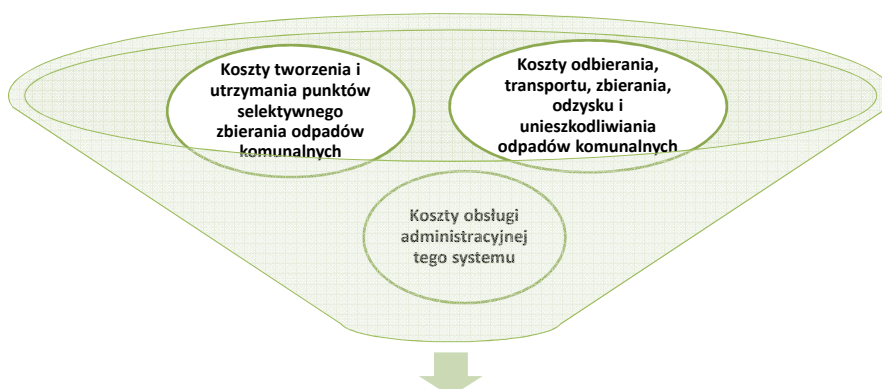 Koszty tworzenia i
utrzymania punktów
selektywnego
zbierania odpadów
komunalnych
Koszty odbierania,
transportu, zbierania,
odzysku i
unieszkodliwiania
odpadów komunalnych
Koszty obsługi
administracyjnej
tego systemu